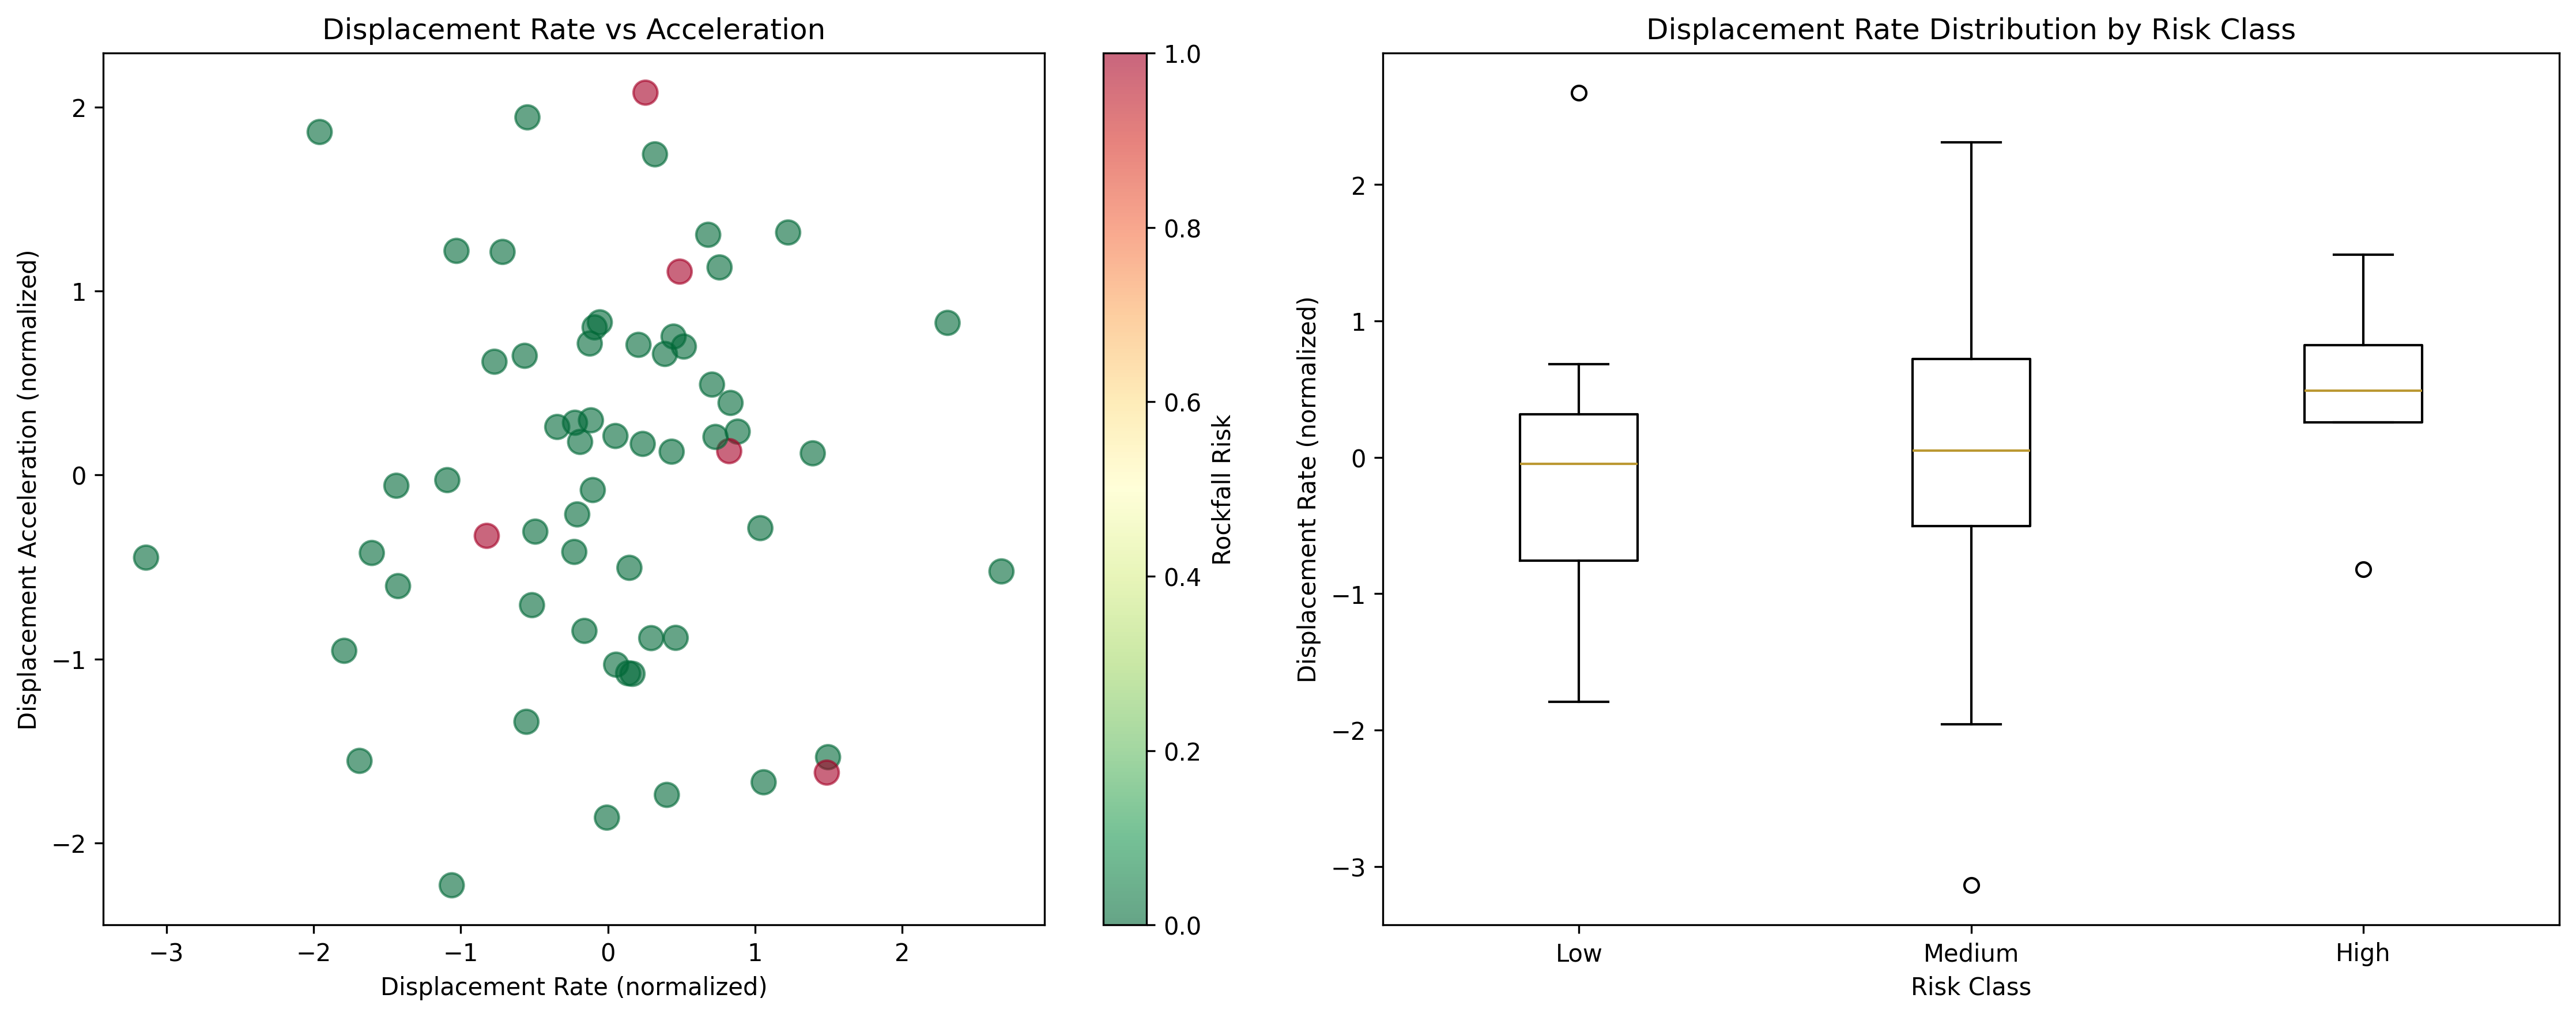 Displacement Rate vs Acceleration
Displacement Acceleration (normalized)
2
1
0
−1
−2
−3
−2
−1
0
1
2
Displacement Rate (normalized)
1.0
0.8
0.6
0.4
0.2
0.0
Rockfall Risk
Displacement Rate Distribution by Risk Class
Displacement Rate (normalized)
2
1
0
−1
−2
−3
Low
Medium
High
Risk Class